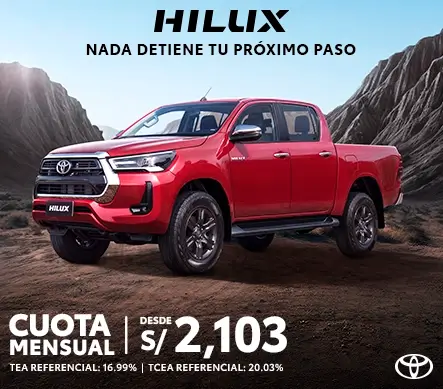 HILUX
NADA DETIENE TU PRÓXIMO PASO
HILUX
CUOTA
MENSUAL
DESDE
S/ 2,103
TEA REFERENCIAL: 16.99% | TCEA REFERENCIAL: 20.03%